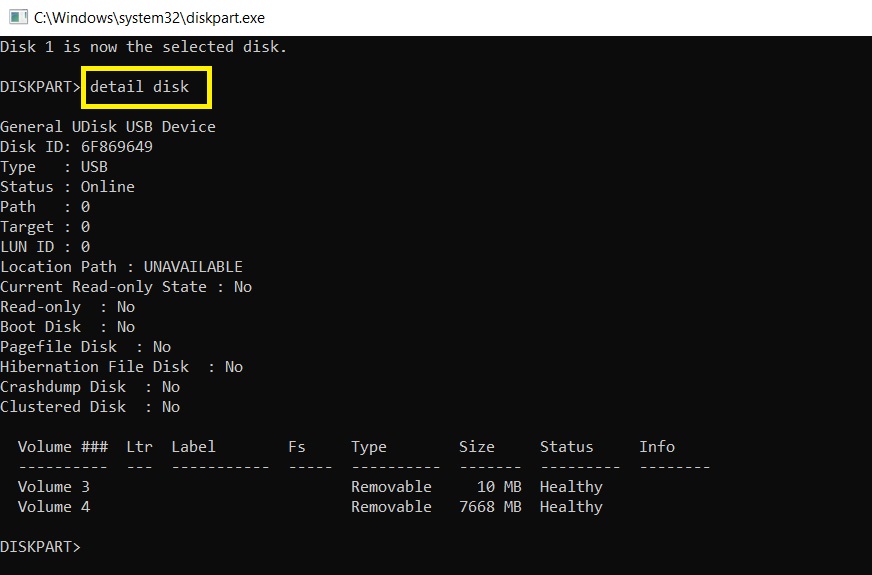 C:\Windows\system32\diskpart.exe
Disk 1 is now the selected disk.
DISKPART> detail disk
General UDisk USB Device
Disk ID: 6F869649
Type   : USB
Status : Online
Path   : 0
Target : 0
LUN ID : 0
Location Path : UNAVAILABLE
Current Read-only State : No
Read-only  : No
Boot Disk  : No
Pagefile Disk  : No
Hibernation File Disk  : No
Crashdump Disk  : No
Clustered Disk  : No
  Volume ###  Ltr  Label        Fs     Type        Size     Status     Info
  ----------  ---  -----------  -----  ----------  -------  ---------  --------
  Volume 3                             Removable     10 MB  Healthy
  Volume 4                             Removable   7668 MB  Healthy
DISKPART>